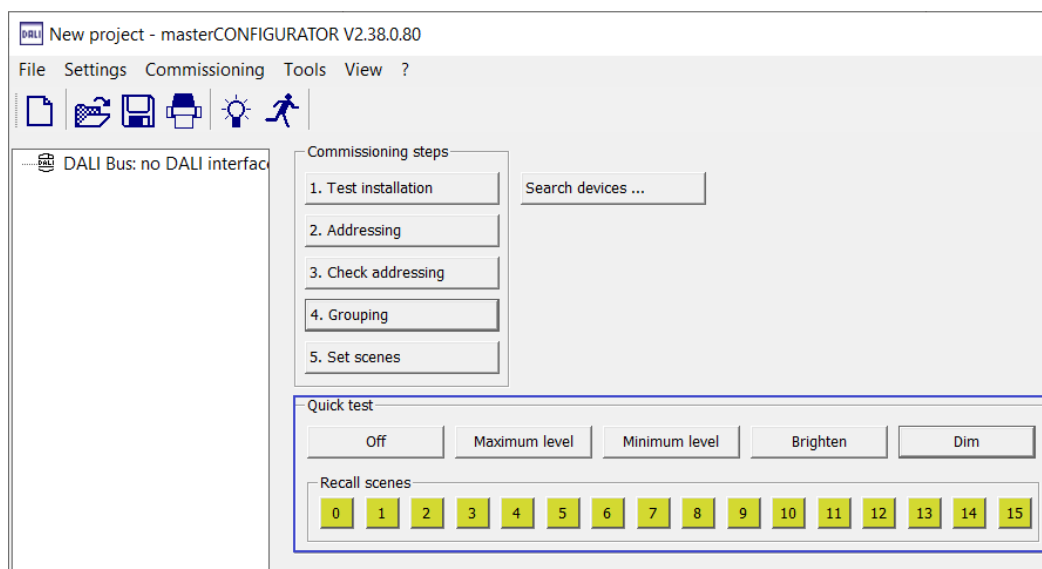 DALI New project - masterCONFIGURATOR V2.38.0.80
File Settings Commissioning Tools View ?
DALI DALI Bus: no DALI interfac
Commissioning steps
1. Test installation
Search devices ...
2. Addressing
3. Check addressing
4. Grouping
5. Set scenes
Quick test
Off Maximum level Minimum level Brighten Dim
Recall scenes
0 1 2 3 4 5 6 7 8 9 10 11 12 13 14 15